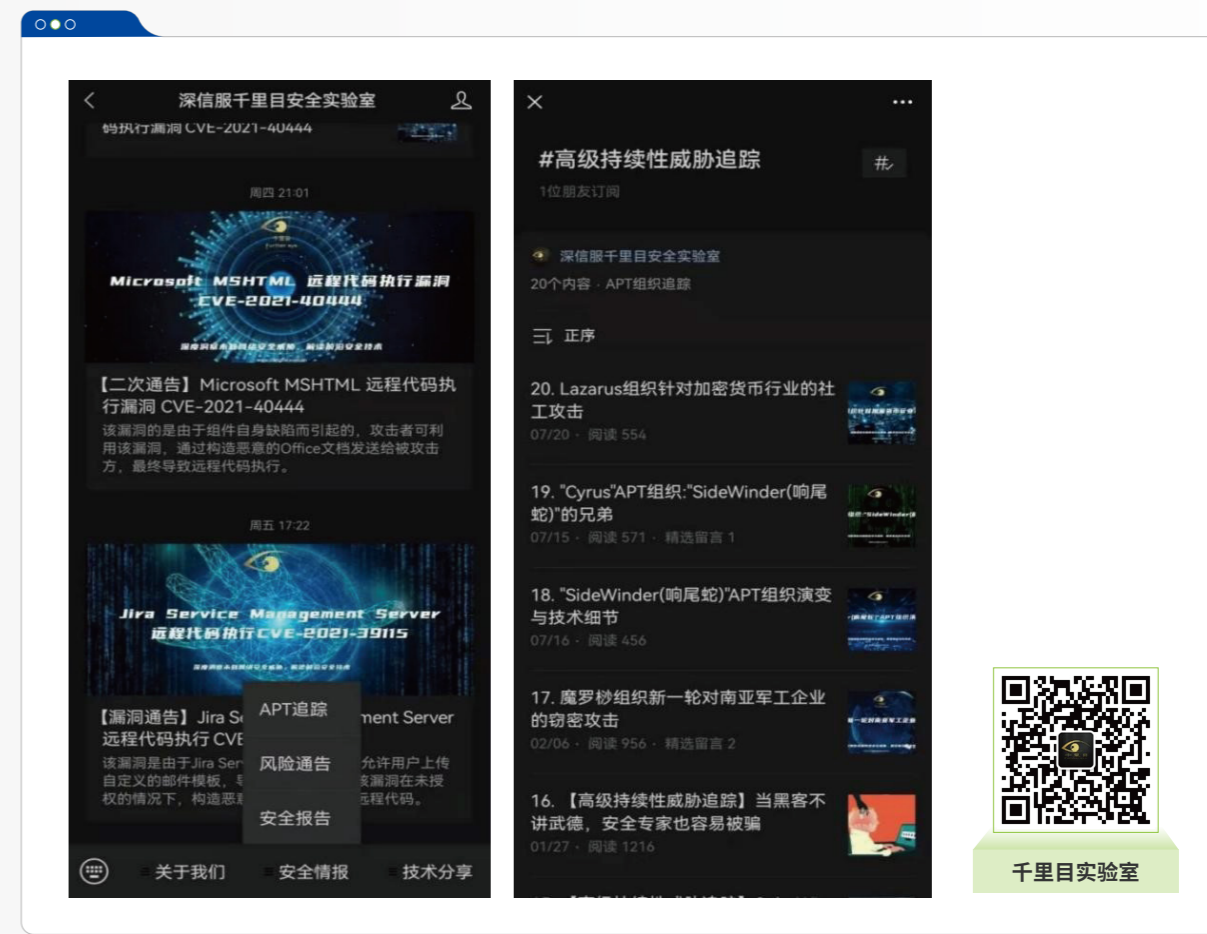 深信服千里目安全实验室
码执行漏洞 CVE-2021-40444
周四 21:01
千里目
Further eye
Microsoft MSHTML 远程代码执行漏洞
CVE-2021-40444
【二次通告】Microsoft MSHTML 远程代码执
行漏洞 CVE-2021-40444
该漏洞的是由于组件自身缺陷而引起的，攻击者可利
用该漏洞，通过构造恶意的Office文档发送给被攻击
方，最终导致远程代码执行。
周五 17:22
Jira Service Management Server
远程代码执行CVE-2021-39115
【漏洞通告】Jira Se
ment Server
远程代码执行 CVE
该漏洞是由于Jira Ser
允许用户上传
自定义的邮件模板，
该漏洞在未授
权的情况下，构造恶
远程代码。
APT追踪
风险通告
安全报告
关于我们
安全情报
技术分享
#高级持续性威胁追踪
1位朋友订阅
深信服千里目安全实验室
20个内容 · APT组织追踪
正序
20. Lazarus组织针对加密货币行业的社
工攻击
07/20 · 阅读 554
19. "Cyrus"APT组织:"SideWinder(响尾
蛇)"的兄弟
07/15 · 阅读 571 · 精选留言 1
18. "SideWinder(响尾蛇)"APT组织演变
与技术细节
07/16 · 阅读 456
17. 魔罗桫组织新一轮对南亚军工企业
的窃密攻击
02/06 · 阅读 956 · 精选留言 2
16. 【高级持续性威胁追踪】当黑客不
讲武德，安全专家也容易被骗
01/27 · 阅读 1216
千里目实验室